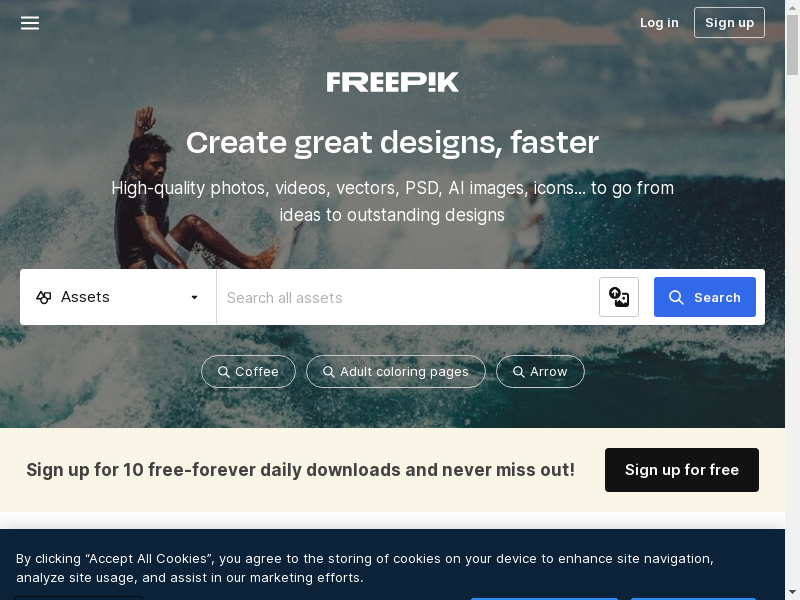 Log in
Sign up
FREEPIK
Create great designs, faster
High-quality photos, videos, vectors, PSD, AI images, icons... to go from
ideas to outstanding designs
Assets
Search all assets
Search
Coffee
Adult coloring pages
Arrow
Sign up for 10 free-forever daily downloads and never miss out!
Sign up for free
By clicking “Accept All Cookies”, you agree to the storing of cookies on your device to enhance site navigation,
analyze site usage, and assist in our marketing efforts.